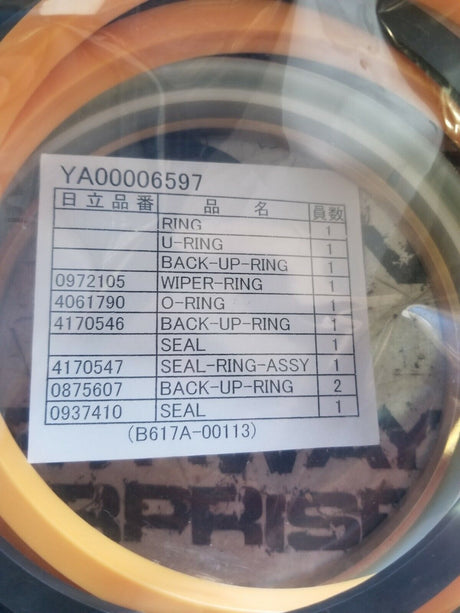 YA00006597
日立品番 品名 員数
RING 1
U-RING 1
BACK-UP-RING 1
0972105 WIPER-RING 1
4061790 O-RING 1
4170546 BACK-UP-RING 1
SEAL 1
4170547 SEAL-RING-ASSY 1
0875607 BACK-UP-RING 2
0937410 SEAL 1
(B617A-00113)